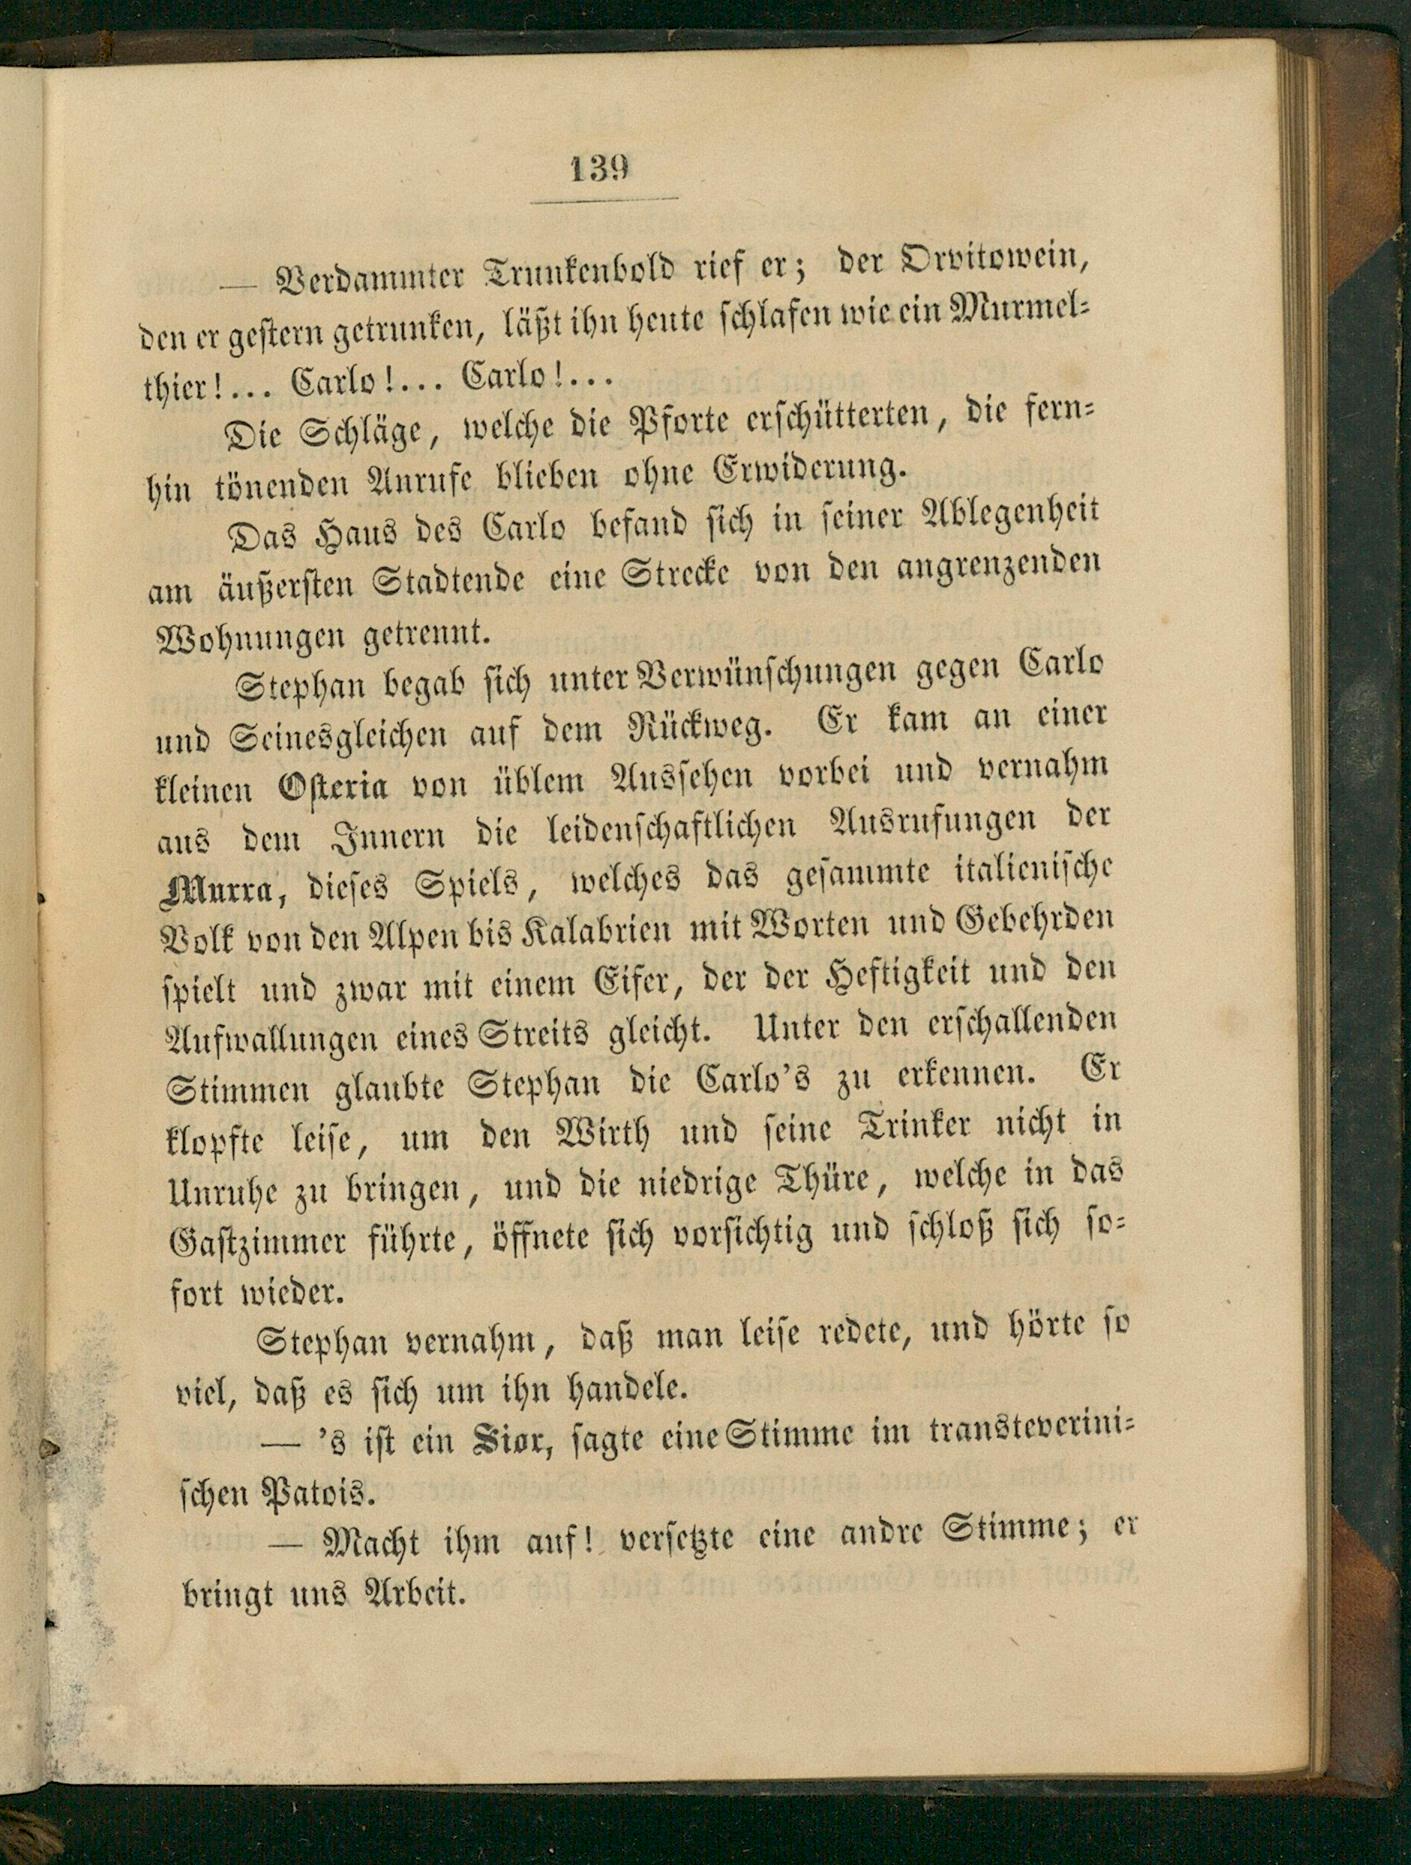 139
— Verdammter Trunkenbold rief er; der Orvitowein,
den er gestern getrunken, läßt ihn heute schlafen wie ein Murmel-
thier!... Carlo!... Carlo!...
Die Schläge, welche die Pforte erschütterten, die fern-
hin tönenden Anrufe blieben ohne Erwiderung.
Das Haus des Carlo befand sich in seiner Ablegenheit
am äußersten Stadtende eine Strecke von den angrenzenden
Wohnungen getrennt.
Stephan begab sich unter Verwünschungen gegen Carlo
und Seinesgleichen auf dem Rückweg. Er kam an einer
kleinen Osteria von üblem Aussehen vorbei und vernahm
aus dem Innern die leidenschaftlichen Ausrufungen der
Murra, dieses Spiels, welches das gesammte italienische
Volk von den Alpen bis Kalabrien mit Worten und Gebehrden
spielt und zwar mit einem Eifer, der der Heftigkeit und den
Aufwallungen eines Streits gleicht. Unter den erschallenden
Stimmen glaubte Stephan die Carlo's zu erkennen. Er
klopfte leise, um den Wirth und seine Trinker nicht in
Unruhe zu bringen, und die niedrige Thüre, welche in das
Gastzimmer führte, öffnete sich vorsichtig und schloß sich so-
fort wieder.
Stephan vernahm, daß man leise redete, und hörte so
viel, daß es sich um ihn handele.
— 's ist ein Sior, sagte eine Stimme im transteverini-
schen Patois.
— Macht ihm auf! versetzte eine andre Stimme; er
bringt uns Arbeit.